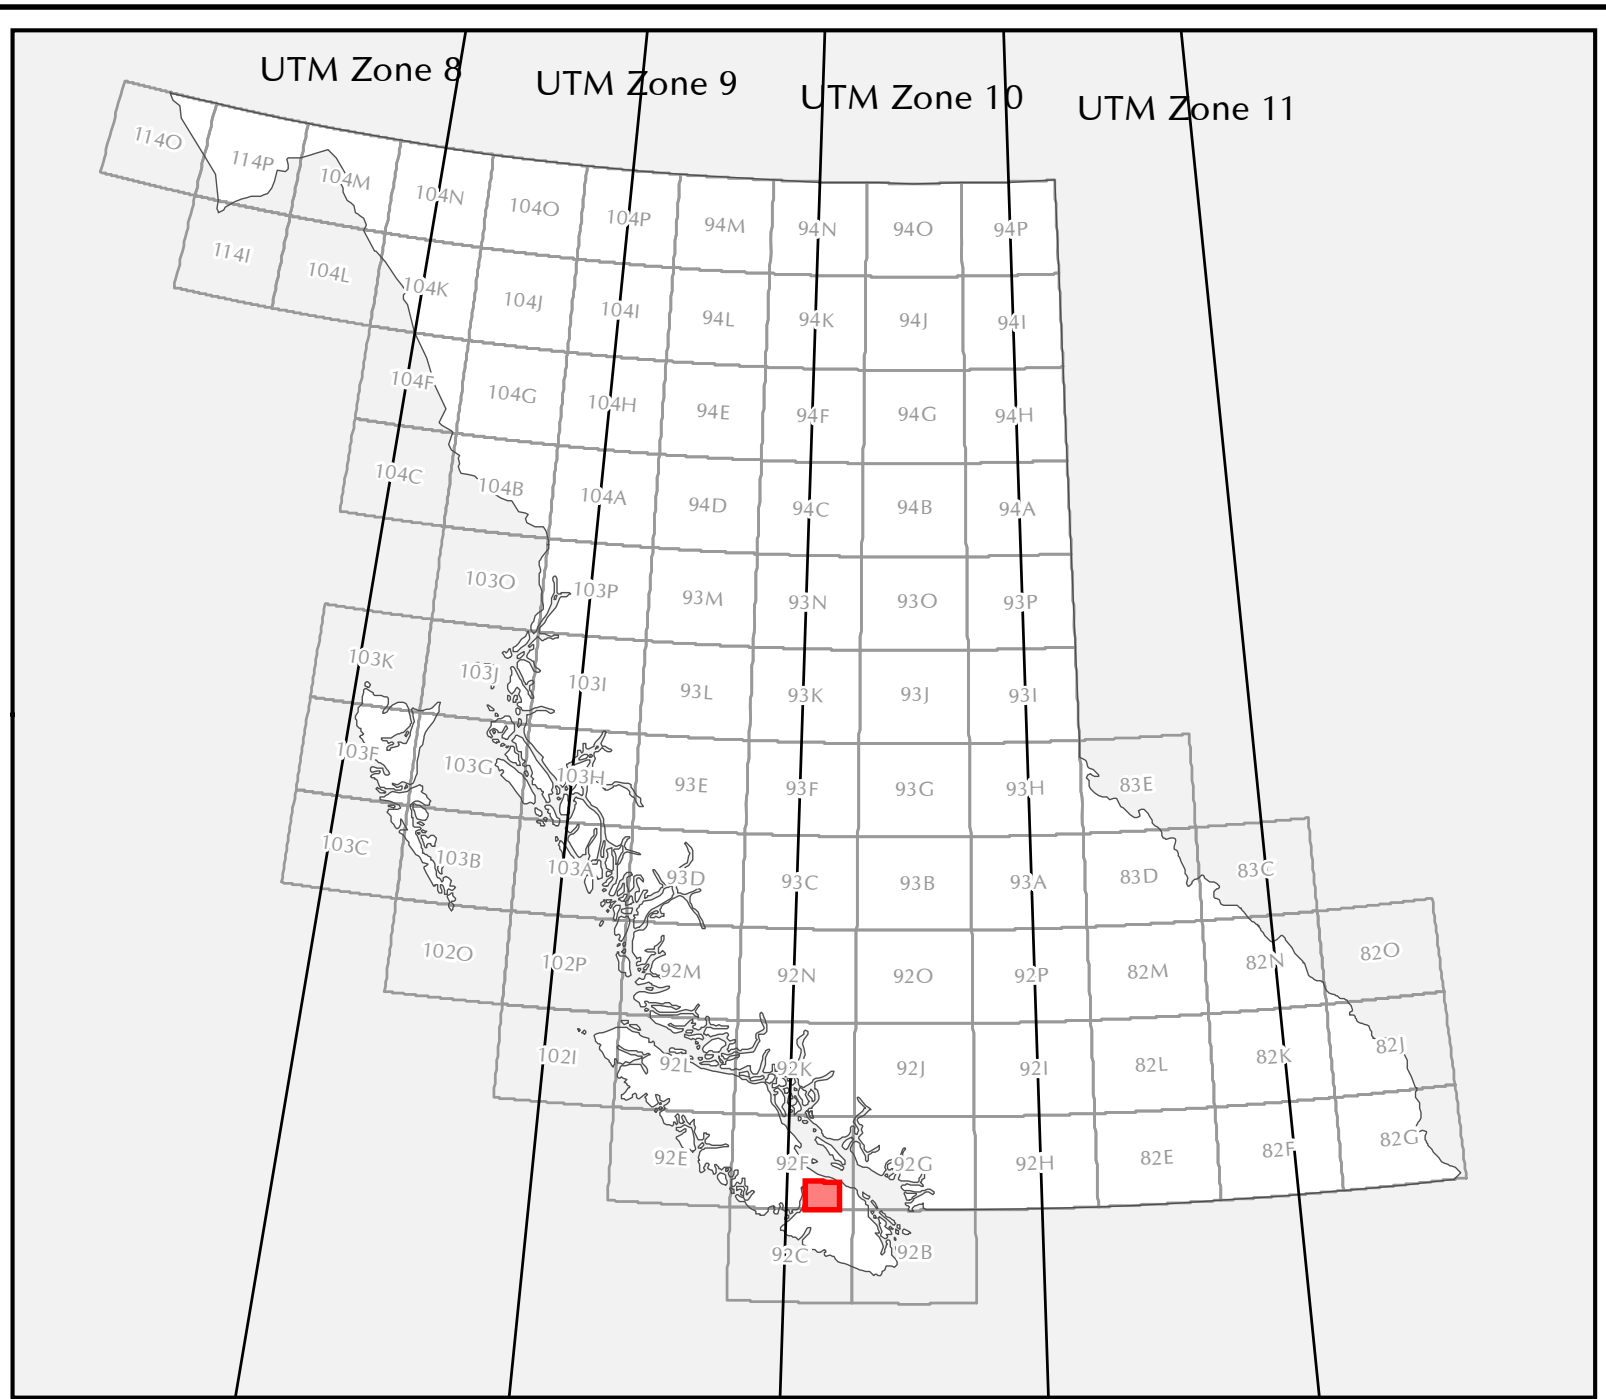 UTM Zone 8
UTM Zone 9
UTM Zone 10
UTM Zone 11
114O 114P 104M 104N 104O 104P 94M 94N 94O 94P
114I 104L 104K 104J 104I 94L 94K 94J 94I
104F 104G 104H 94E 94F 94G 94H
104C 104B 104A 94D 94C 94B 94A
103O 103P 93M 93N 93O 93P
103K 103J 103I 93L 93K 93J 93I
103F 103G 103H 93E 93F 93G 93H 83E
103C 103B 103A 93D 93C 93B 93A 83D 83C
102O 102P 92M 92N 92O 92P 82M 82N 82O
102I 92L 92K 92J 92I 82L 82K 82J
92E 92F 92G 92H 82E 82F 82G
92C 92B